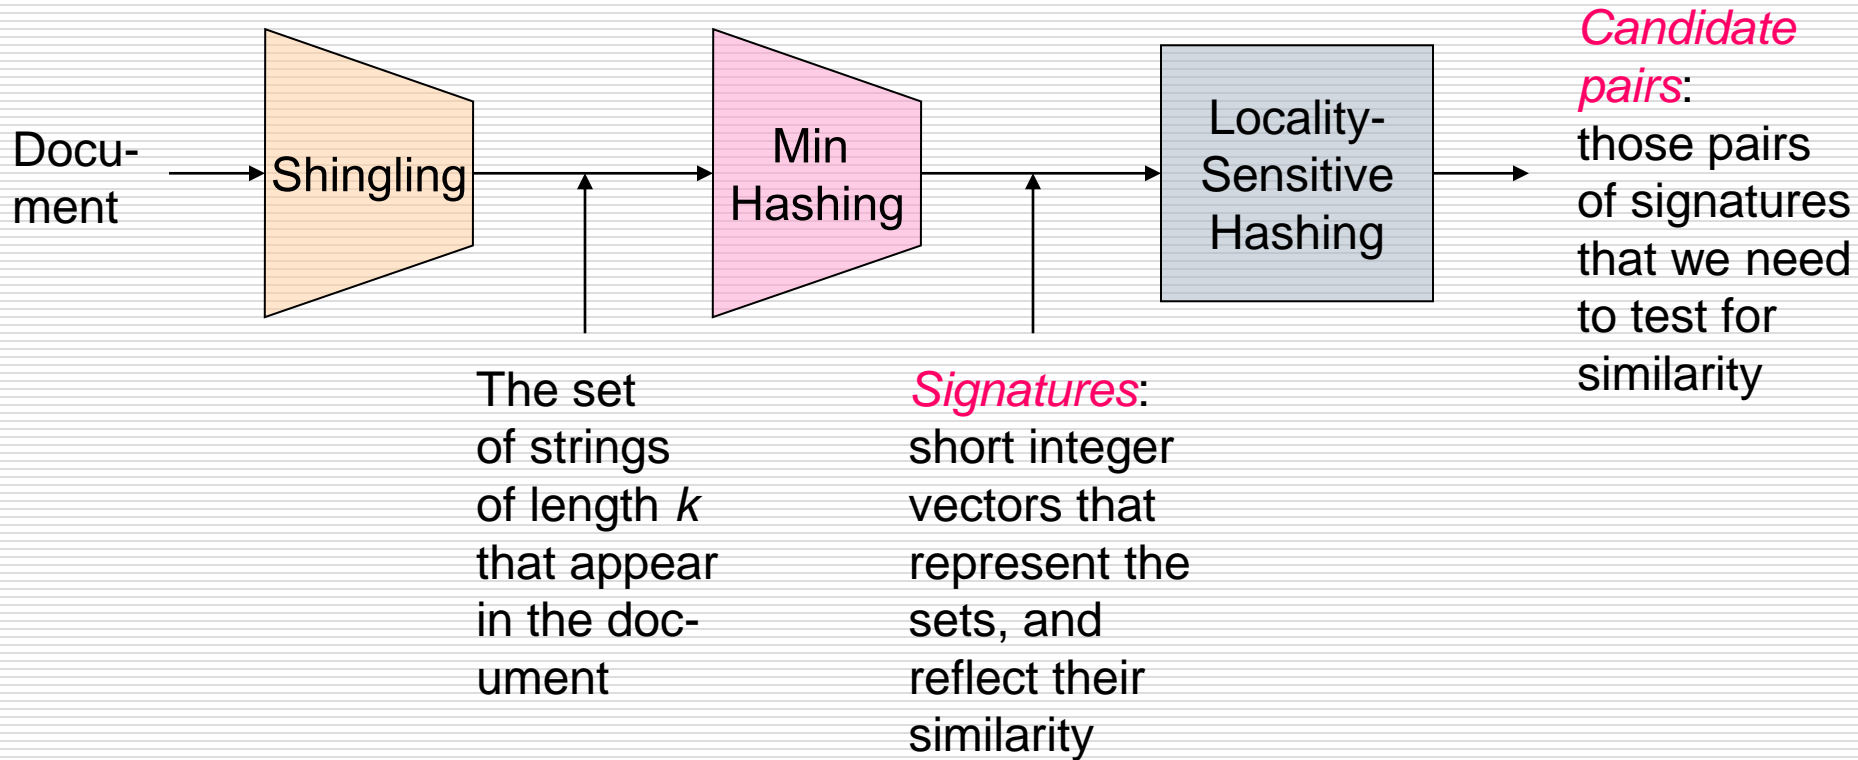 Docu-
ment
Shingling
The set
of strings
of length k
that appear
in the doc-
ument
Min
Hashing
Signatures:
short integer
vectors that
represent the
sets, and
reflect their
similarity
Locality-
Sensitive
Hashing
Candidate
pairs:
those pairs
of signatures
that we need
to test for
similarity